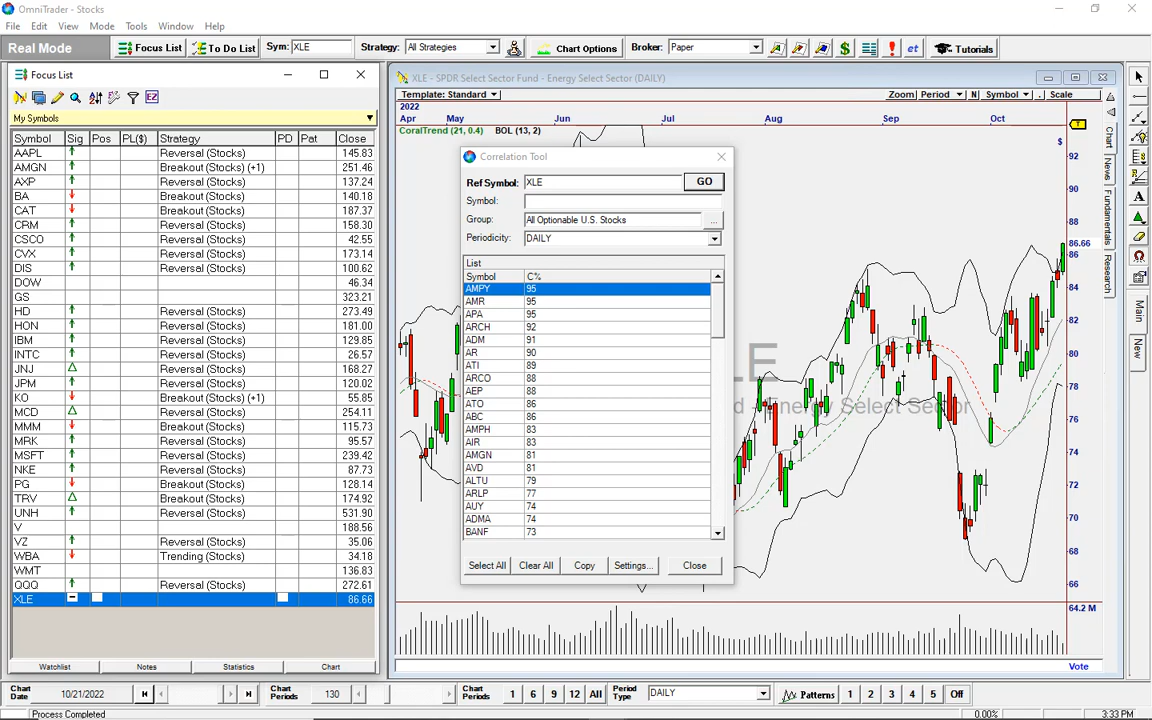 OmniTrader - Stocks
File Edit View Mode Tools Window Help
Real Mode Focus List To Do List Sym: XLE Strategy: All Strategies Chart Options Broker: Paper $ ! et Tutorials
Focus List
EZ
My Symbols
Symbol Sig Pos PL($) Strategy PD Pat Close
AAPL Reversal (Stocks) 145.83
AMGN Breakout (Stocks) (+1) 251.46
AXP Reversal (Stocks) 137.24
BA Breakout (Stocks) 140.18
CAT Breakout (Stocks) 187.37
CRM Reversal (Stocks) 158.30
CSCO Reversal (Stocks) 42.55
CVX Reversal (Stocks) 173.14
DIS Reversal (Stocks) 100.62
DOW 46.34
GS 323.21
HD Reversal (Stocks) 273.49
HON Reversal (Stocks) 181.00
IBM Reversal (Stocks) 129.85
INTC Reversal (Stocks) 26.57
JNJ Reversal (Stocks) 168.27
JPM Reversal (Stocks) 120.02
KO Breakout (Stocks) (+1) 55.85
MCD Reversal (Stocks) 254.11
MMM Breakout (Stocks) 115.73
MRK Reversal (Stocks) 95.57
MSFT Reversal (Stocks) 239.42
NKE Reversal (Stocks) 87.73
PG Breakout (Stocks) 128.14
TRV Breakout (Stocks) 174.92
UNH Reversal (Stocks) 531.90
V 188.56
VZ Reversal (Stocks) 35.06
WBA Trending (Stocks) 34.18
WMT 136.83
QQQ Reversal (Stocks) 272.61
XLE 86.66
Watchlist Notes Statistics Chart
XLE - SPDR Select Sector Fund - Energy Select Sector (DAILY)
Template: Standard Zoom Period N Symbol . Scale
2022
Apr May Jun Jul Aug Sep Oct
CoralTrend (21, 0.4) BOL (13, 2)
T
$
92
90
88
86.66
86
84
82
80
78
76
74
72
70
68
66
64.2 M
LE
d - Energy Select Sector
Vote
Chart
News
Fundamentals
Research
A
Main
New
Correlation Tool
Ref Symbol: XLE GO
Symbol:
Group: All Optionable U.S. Stocks ...
Periodicity: DAILY
List
Symbol C%
AMPY 95
AMR 95
APA 95
ARCH 92
ADM 91
AR 90
ATI 89
ARCO 88
AEP 88
ATO 86
ABC 86
AMPH 83
AIR 83
AMGN 81
AVD 81
ALTU 79
ARLP 77
AUY 74
ADMA 74
BANF 73
Select All Clear All Copy Settings... Close
Chart Date 10/21/2022 Chart Periods 130 Chart Periods 1 6 9 12 All Period Type DAILY Patterns 1 2 3 4 5 Off
Process Completed 0.00% 3:33 PM